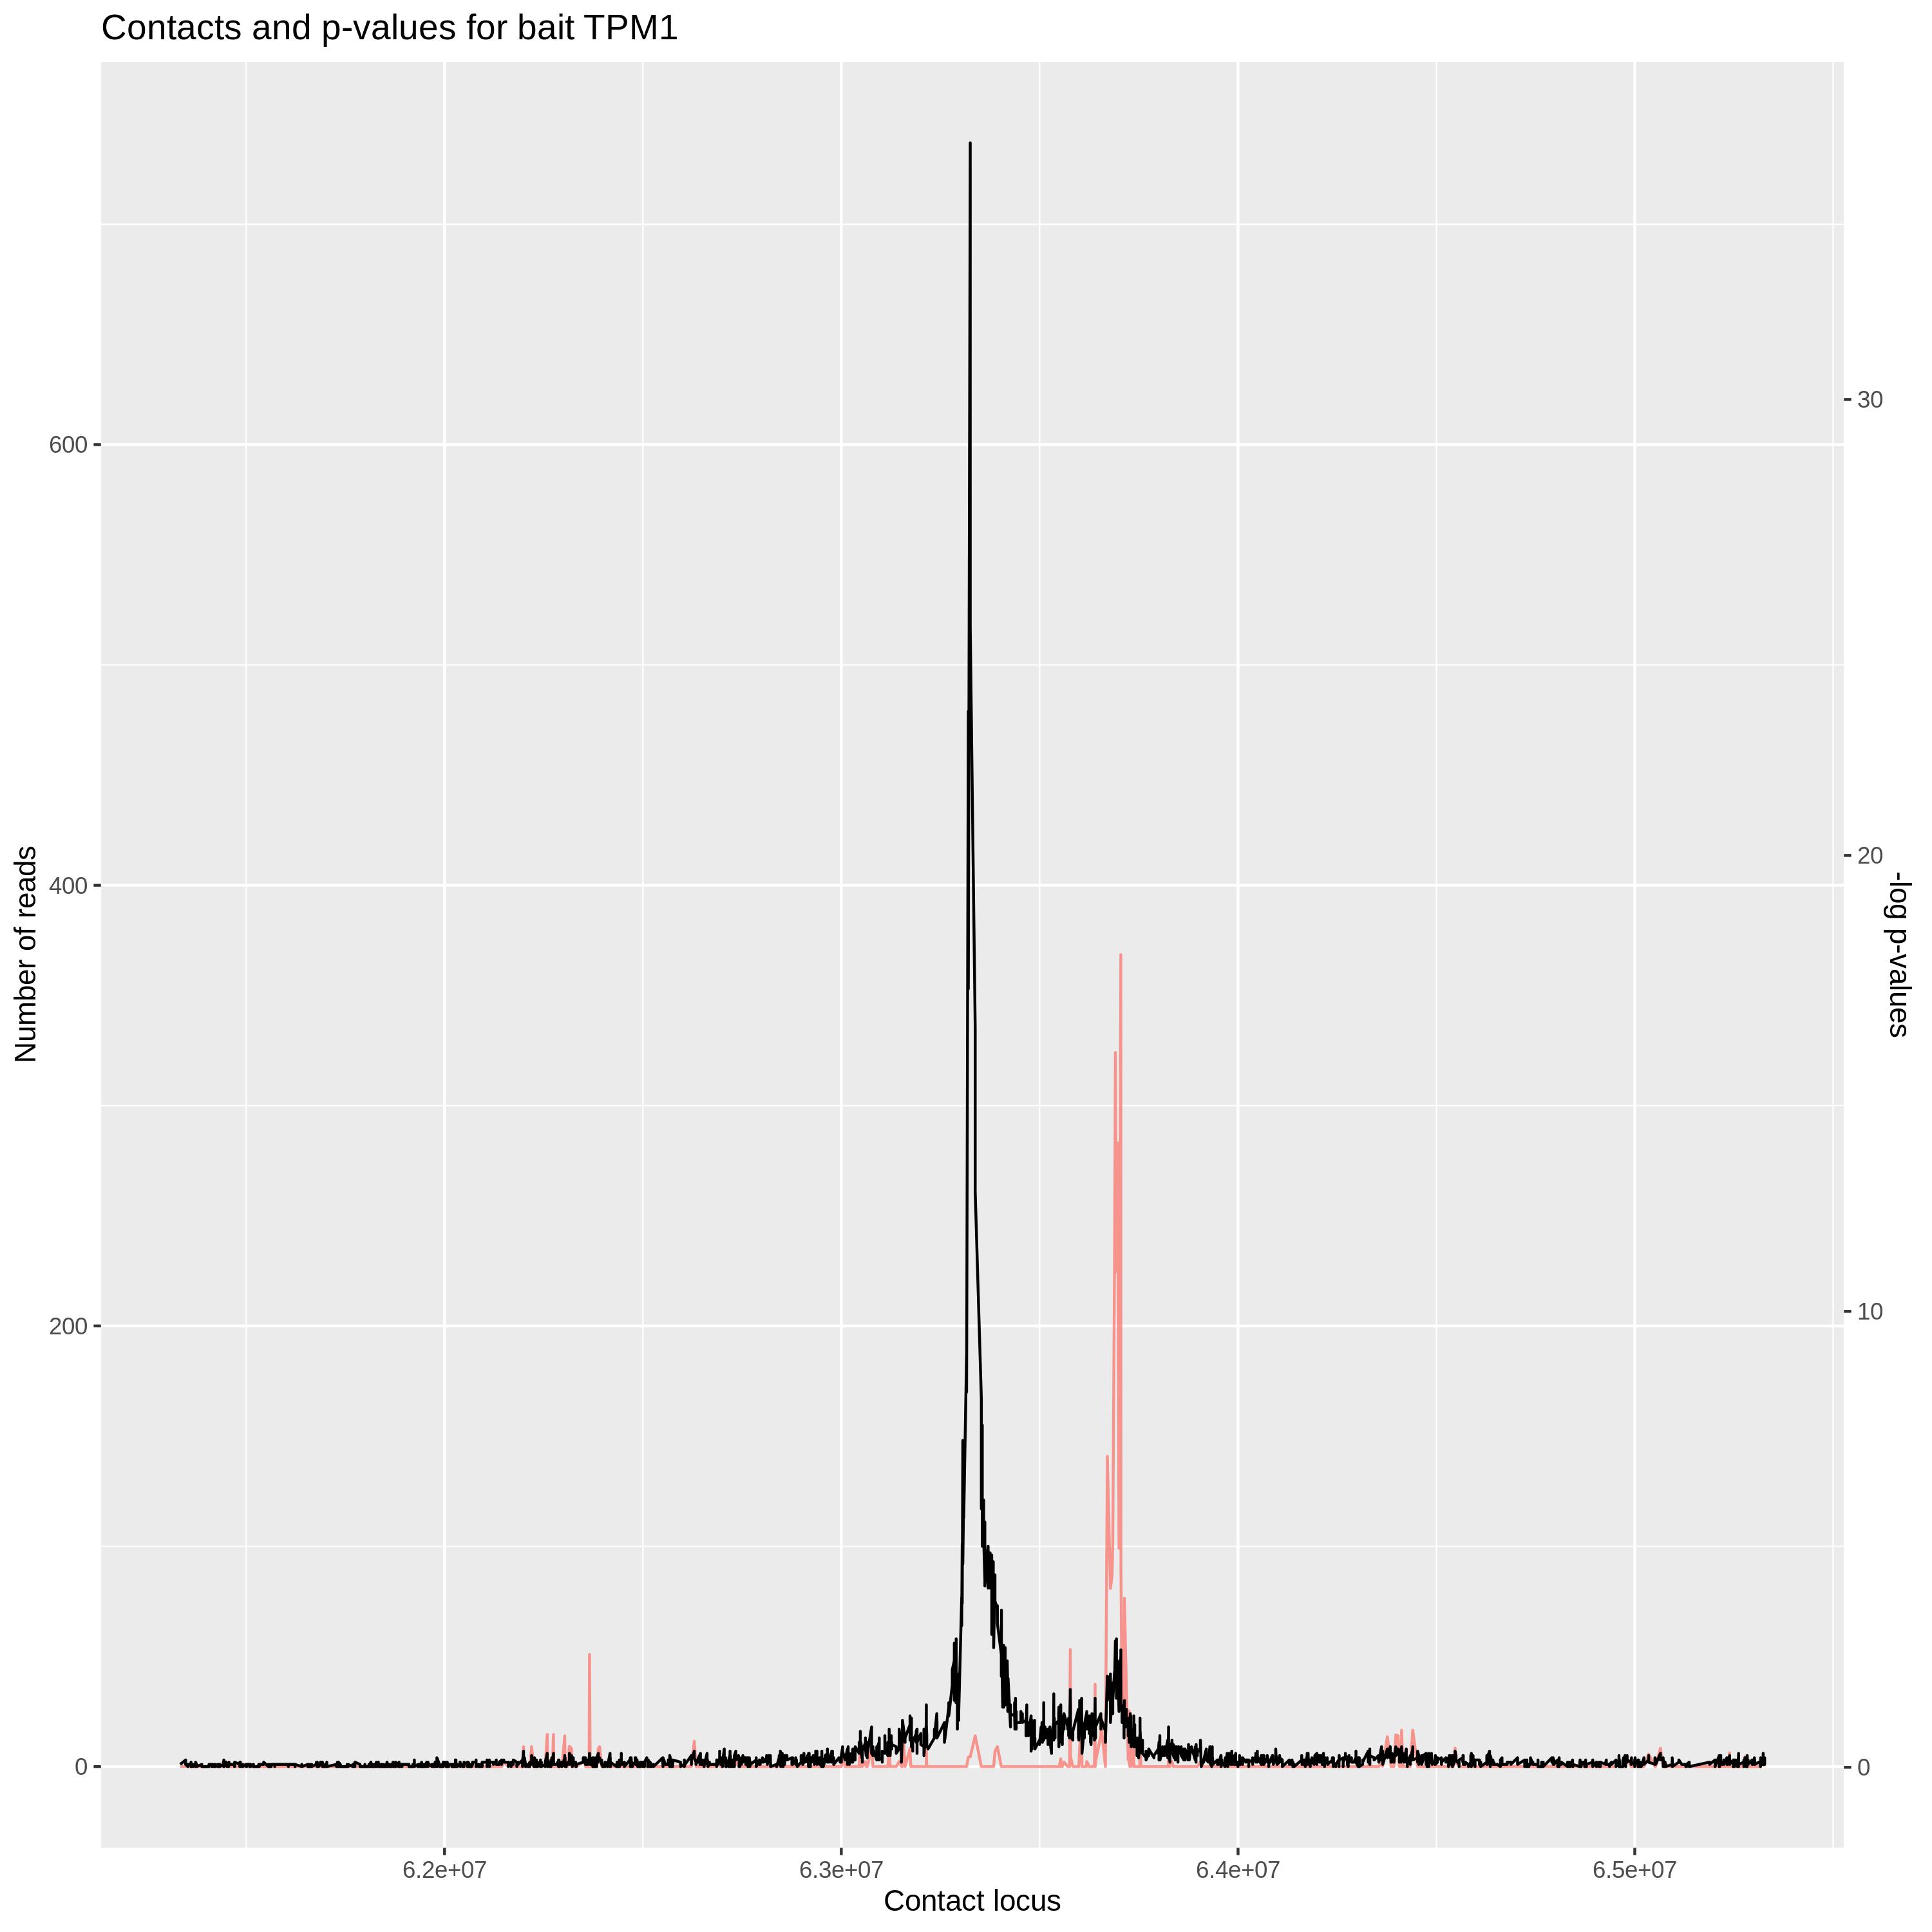 Contacts and p-values for bait TPM1
Number of reads
600
400
200
0
30
20
10
0
-log p-values
6.2e+07
6.3e+07
6.4e+07
6.5e+07
Contact locus